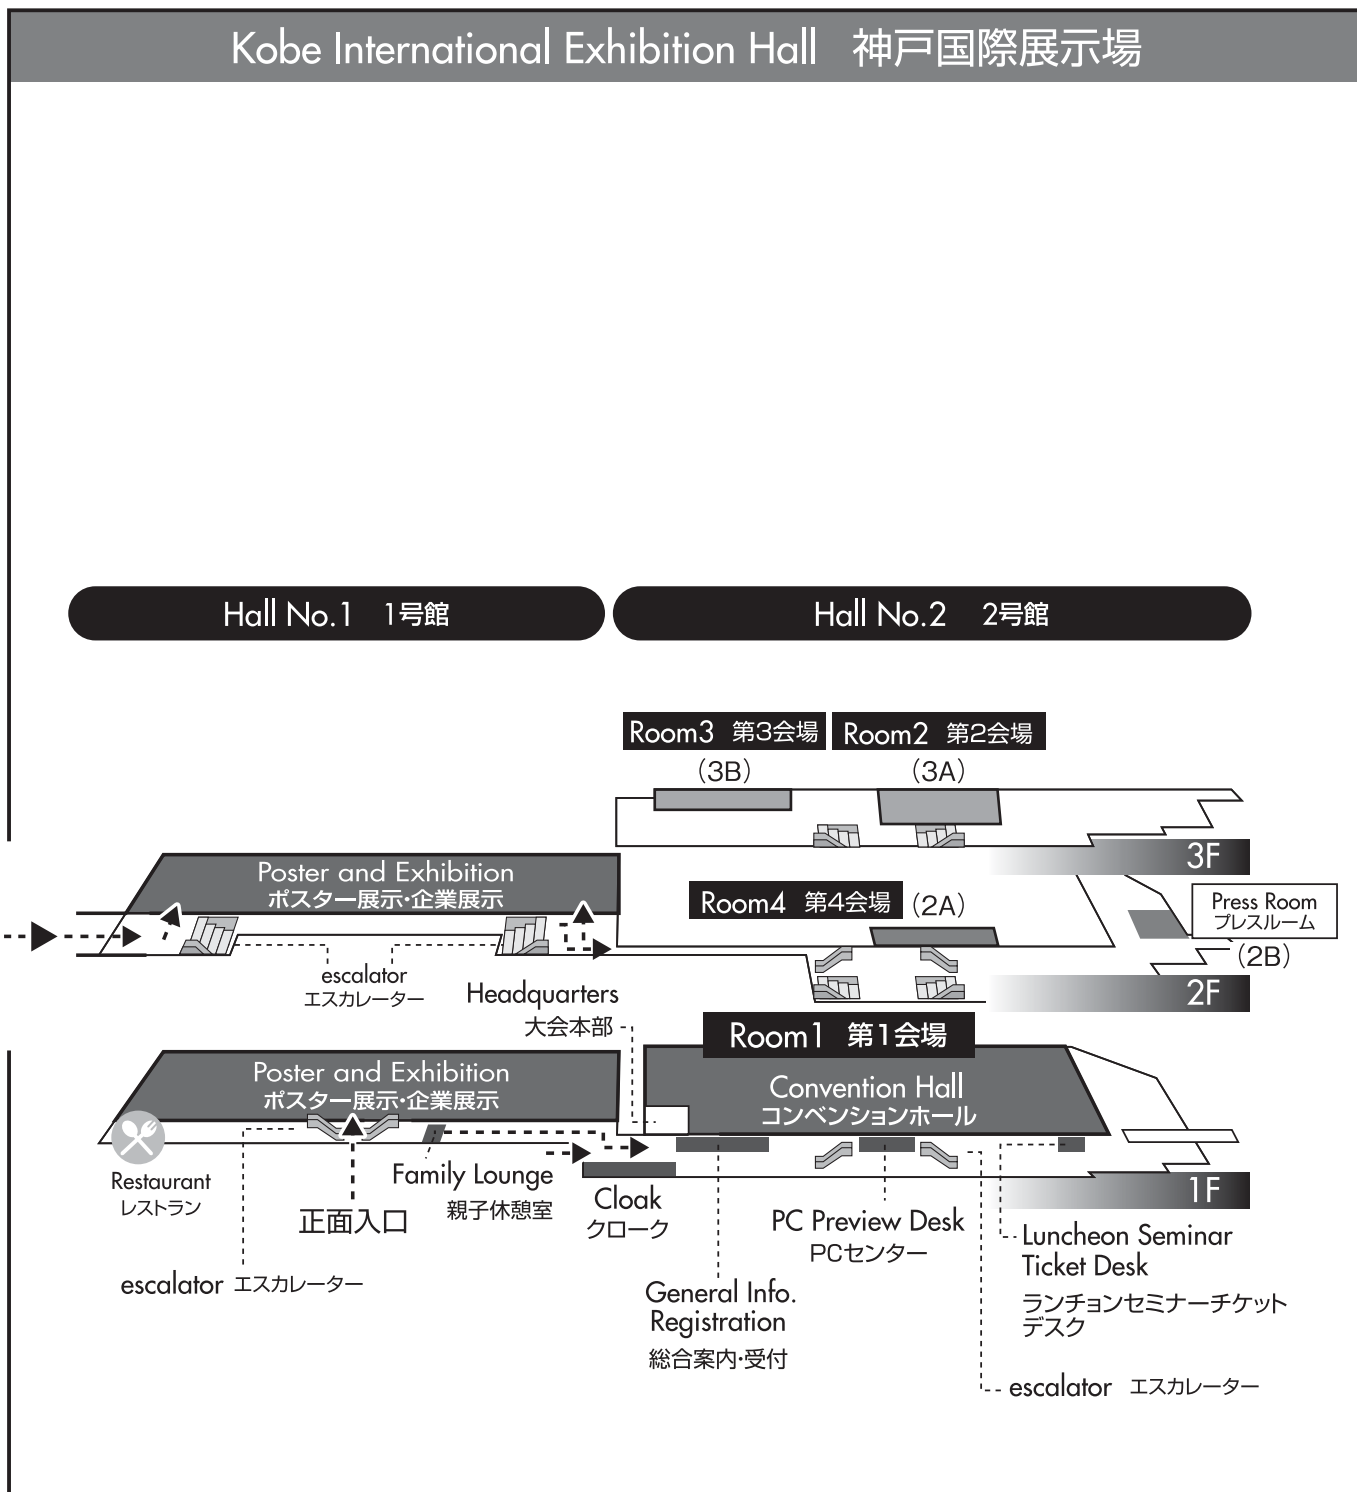 Kobe International Exhibition Hall 神戸国際展示場
Hall No.1 1号館
Hall No.2 2号館
Room3 第3会場
(3B)
Room2 第2会場
(3A)
3F
Poster and Exhibition
ポスター展示・企業展示
Room4 第4会場 (2A)
Press Room
プレスルーム
(2B)
escalator
エスカレーター
2F
Headquarters
大会本部
Room1 第1会場
Poster and Exhibition
ポスター展示・企業展示
Convention Hall
コンベンションホール
Restaurant
レストラン
正面入口
Family Lounge
親子休憩室
Cloak
クローク
1F
PC Preview Desk
PCセンター
Luncheon Seminar
Ticket Desk
ランチョンセミナーチケット
デスク
escalator エスカレーター
General Info.
Registration
総合案内・受付
escalator エスカレーター